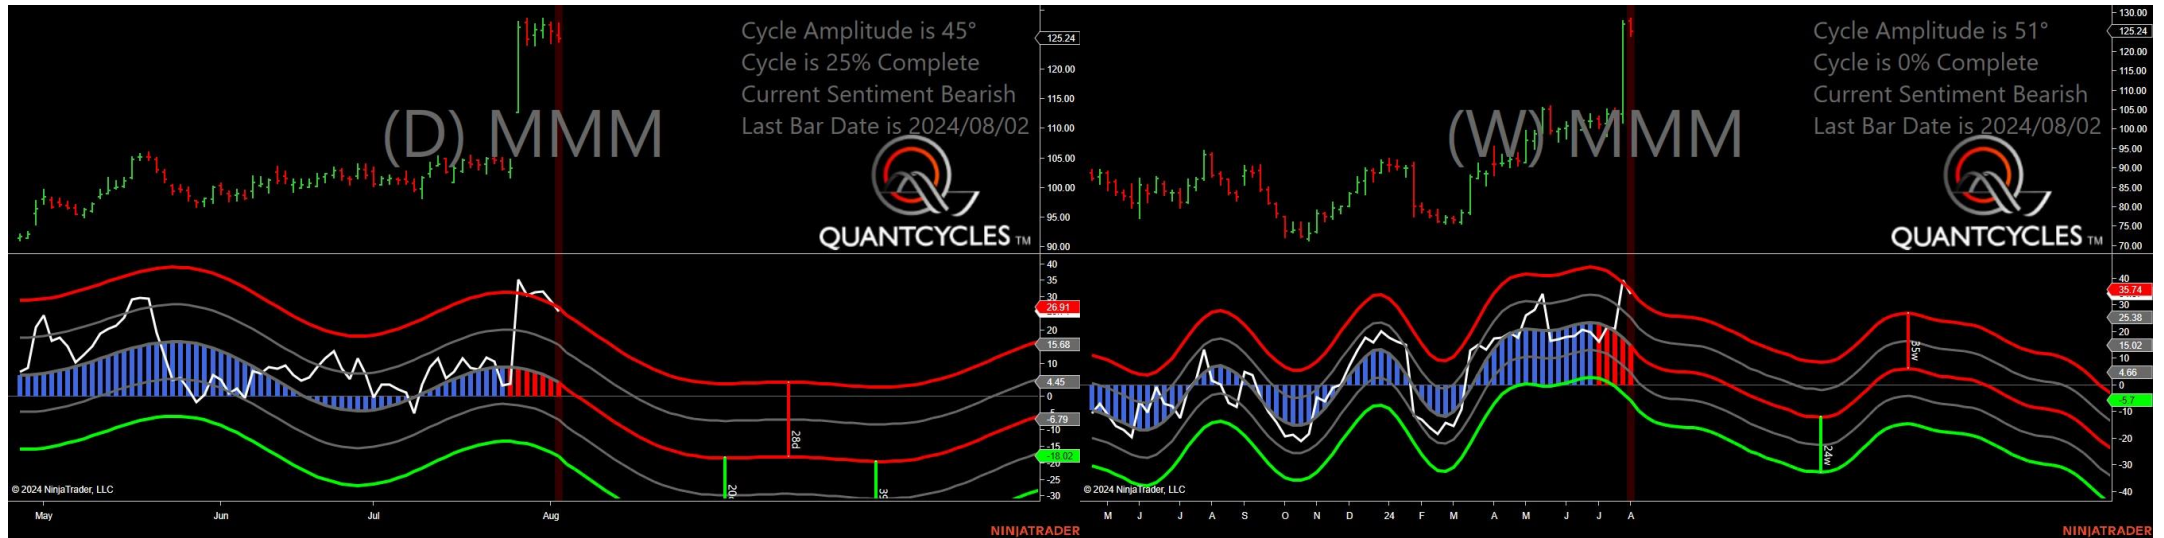 Cycle Amplitude is 45°
Cycle is 25% Complete
Current Sentiment Bearish
Last Bar Date is 2024/08/02
(D) MMM
QUANTCYCLES TM
125.24
120.00
115.00
110.00
105.00
100.00
95.00
90.00
40
35
30
26.91
20
15.68
10
4.45
0
-5
-6.79
-10
-15
-18.02
-20
-25
-30
28d
© 2024 NinjaTrader, LLC
May Jun Jul Aug
NINJATRADER
Cycle Amplitude is 51°
Cycle is 0% Complete
Current Sentiment Bearish
Last Bar Date is 2024/08/02
(W) MMM
QUANTCYCLES TM
130.00
125.24
120.00
115.00
110.00
105.00
100.00
95.00
90.00
85.00
80.00
75.00
70.00
40
35.74
30
25.38
20
15.02
10
4.66
0
-5.7
-10
-20
-30
-40
35w
24w
© 2024 NinjaTrader, LLC
M J J A S O N D 24 F M A M J J A
NINJATRADER